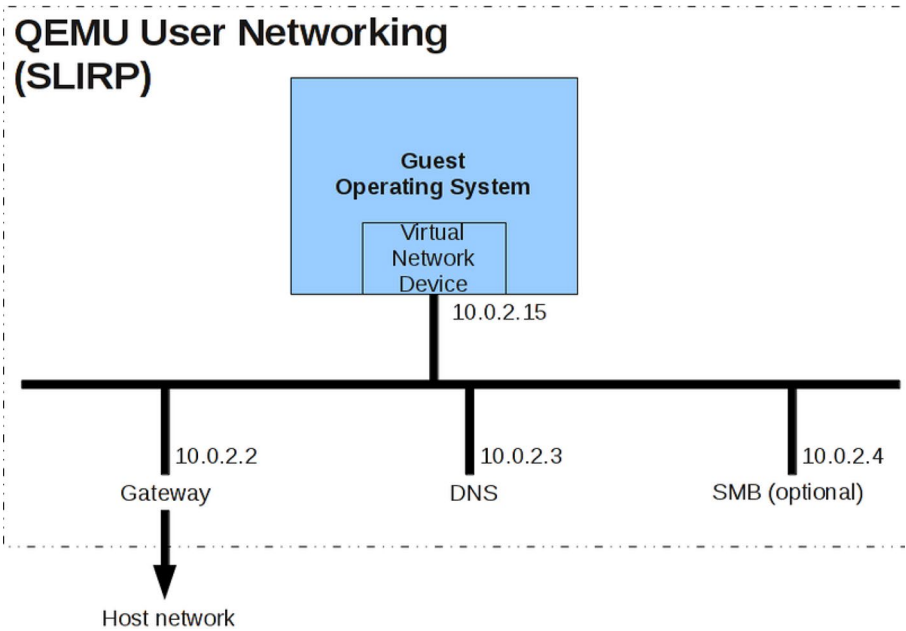 QEMU User Networking
(SLIRP)
Guest
Operating System
Virtual
Network
Device
10.0.2.15
10.0.2.2
Gateway
10.0.2.3
DNS
10.0.2.4
SMB (optional)
Host network